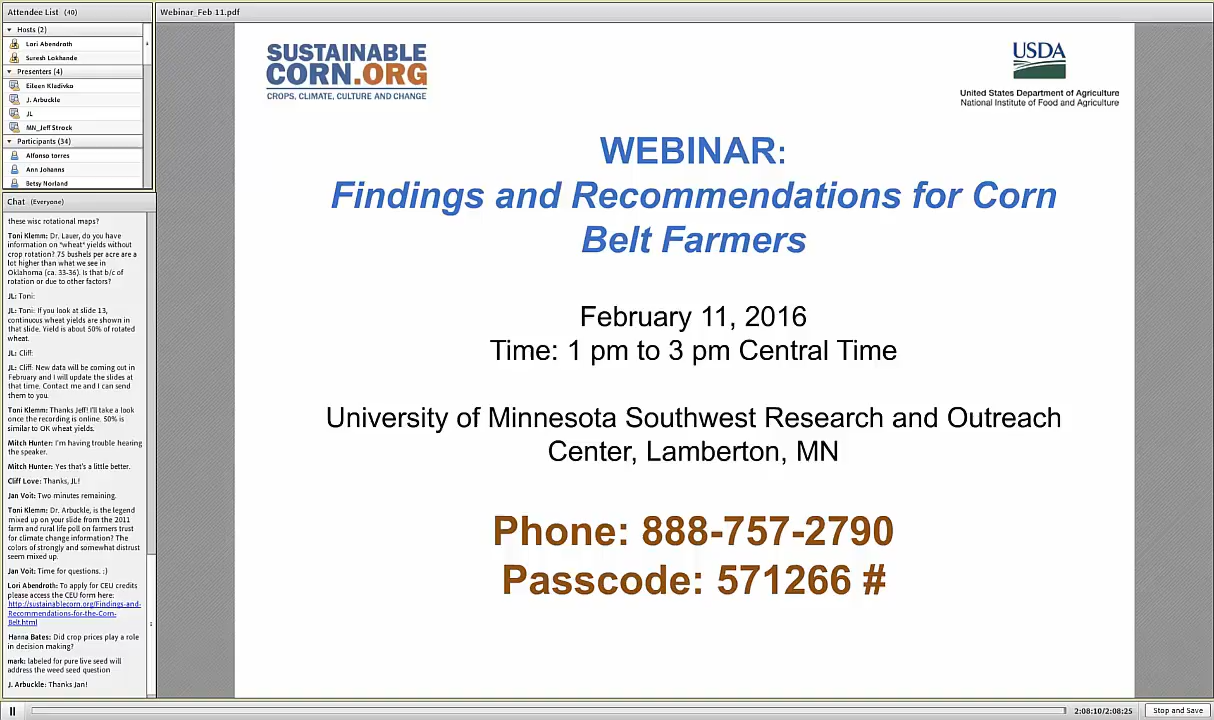 Attendee List (40)
Hosts (2)
Lori Abendroth
Suresh Lokhande
Presenters (4)
Eileen Kladivko
J. Arbuckle
JL
MN_Jeff Strock
Participants (34)
Alfonso torres
Ann Johanns
Betsy Norland
Chat (Everyone)
these wisc rotational maps?
Toni Klemm: Dr. Lauer, do you have
information on *wheat* yields without
crop rotation? 75 bushels per acre are a
lot higher than what we see in
Oklahoma (ca. 33-36). Is that b/c of
rotation or due to other factors?
JL: Toni:
JL: Toni: If you look at slide 13,
continuous wheat yields are shown in
that slide. Yield is about 50% of rotated
wheat.
JL: Cliff:
JL: Cliff: New data will be coming out in
February and I will update the slides at
that time. Contact me and I can send
them to you.
Toni Klemm: Thanks Jeff! I'll take a look
once the recording is online. 50% is
similar to OK wheat yields.
Mitch Hunter: I'm having trouble hearing
the speaker.
Mitch Hunter: Yes that's a little better.
Cliff Love: Thanks, JL!
Jan Voit: Two minutes remaining.
Toni Klemm: Dr. Arbuckle, is the legend
mixed up on your slide from the 2011
farm and rural life poll on farmers trust
for climate change information? The
colors of strongly and somewhat distrust
seem mixed up.
Jan Voit: Time for questions. :)
Lori Abendroth: To apply for CEU credits
please access the CEU form here:
http://sustainablecorn.org/Findings-and-
Recommendations-for-the-Corn-
Belt.html
Hanna Bates: Did crop prices play a role
in decision making?
mark: labeled for pure live seed will
address the weed seed question
J. Arbuckle: Thanks Jan!
Webinar_Feb 11.pdf
SUSTAINABLE
CORN.ORG
CROPS, CLIMATE, CULTURE AND CHANGE
USDA
United States Department of Agriculture
National Institute of Food and Agriculture
WEBINAR:
Findings and Recommendations for Corn
Belt Farmers
February 11, 2016
Time: 1 pm to 3 pm Central Time
University of Minnesota Southwest Research and Outreach
Center, Lamberton, MN
Phone: 888-757-2790
Passcode: 571266 #
2:08:10/2:08:25
Stop and Save